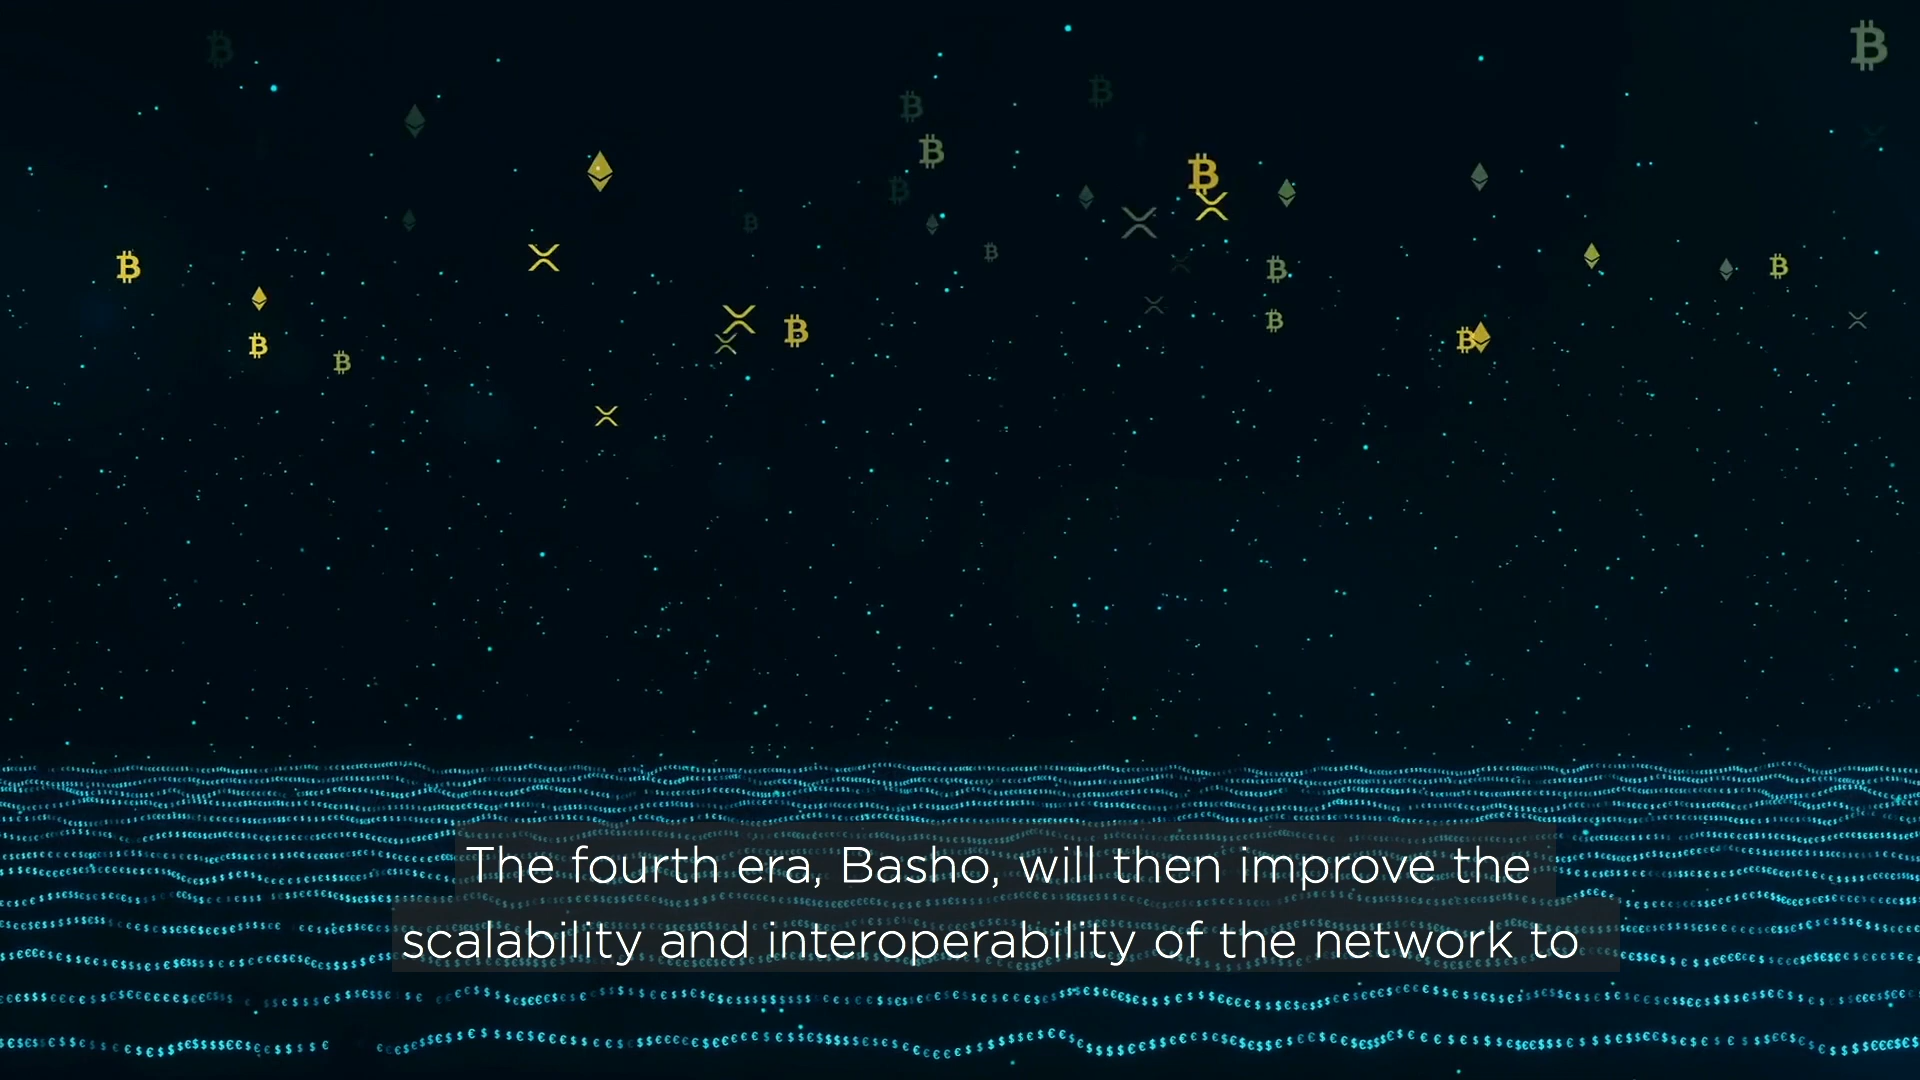 The fourth era, Basho, will then improve the
scalability and interoperability of the network to